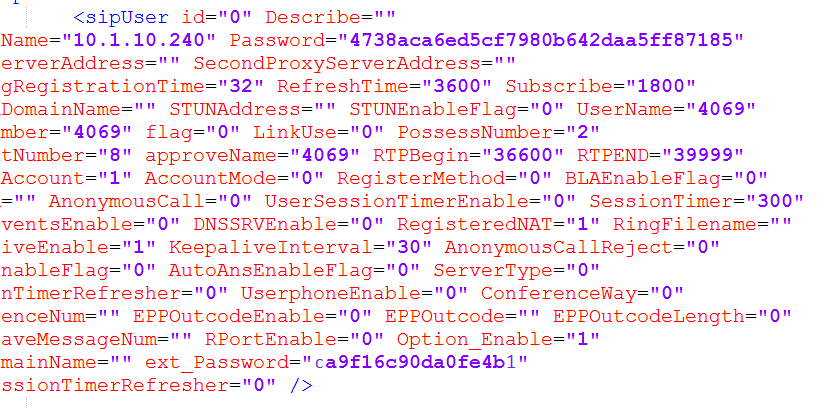 <sipUser id="0" Describe=""
Name="10.1.10.240" Password="4738aca6ed5cf7980b642daa5ff87185"
erverAddress="" SecondProxyServerAddress=""
gRegistrationTime="32" RefreshTime="3600" Subscribe="1800"
DomainName="" STUNAddress="" STUNEnableFlag="0" UserName="4069"
mber="4069" flag="0" LinkUse="0" PossessNumber="2"
tNumber="8" approveName="4069" RTPBegin="36600" RTPEND="39999"
Account="1" AccountMode="0" RegisterMethod="0" BLAEnableFlag="0"
="" AnonymousCall="0" UserSessionTimerEnable="0" SessionTimer="300"
ventsEnable="0" DNSSRVEnable="0" RegisteredNAT="1" RingFilename=""
iveEnable="1" KeepaliveInterval="30" AnonymousCallReject="0"
nableFlag="0" AutoAnsEnableFlag="0" ServerType="0"
nTimerRefresher="0" UserphoneEnable="0" ConferenceWay="0"
enceNum="" EPPOutcodeEnable="0" EPPOutcode="" EPPOutcodeLength="0"
aveMessageNum="" RPortEnable="0" Option_Enable="1"
mainName="" ext_Password="ca9f16c90da0fe4b1"
ssionTimerRefresher="0" />